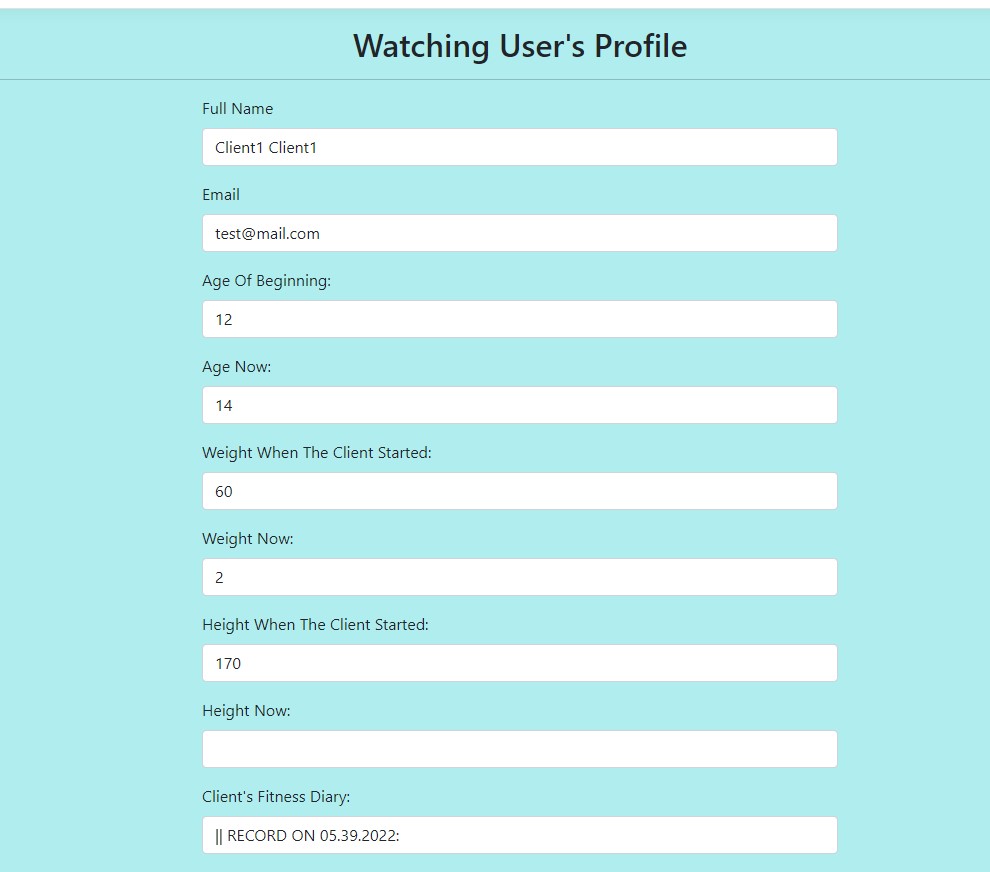 Watching User's Profile
Full Name
Client1 Client1
Email
test@mail.com
Age Of Beginning:
12
Age Now:
14
Weight When The Client Started:
60
Weight Now:
2
Height When The Client Started:
170
Height Now:
Client's Fitness Diary:
|| RECORD ON 05.39.2022: